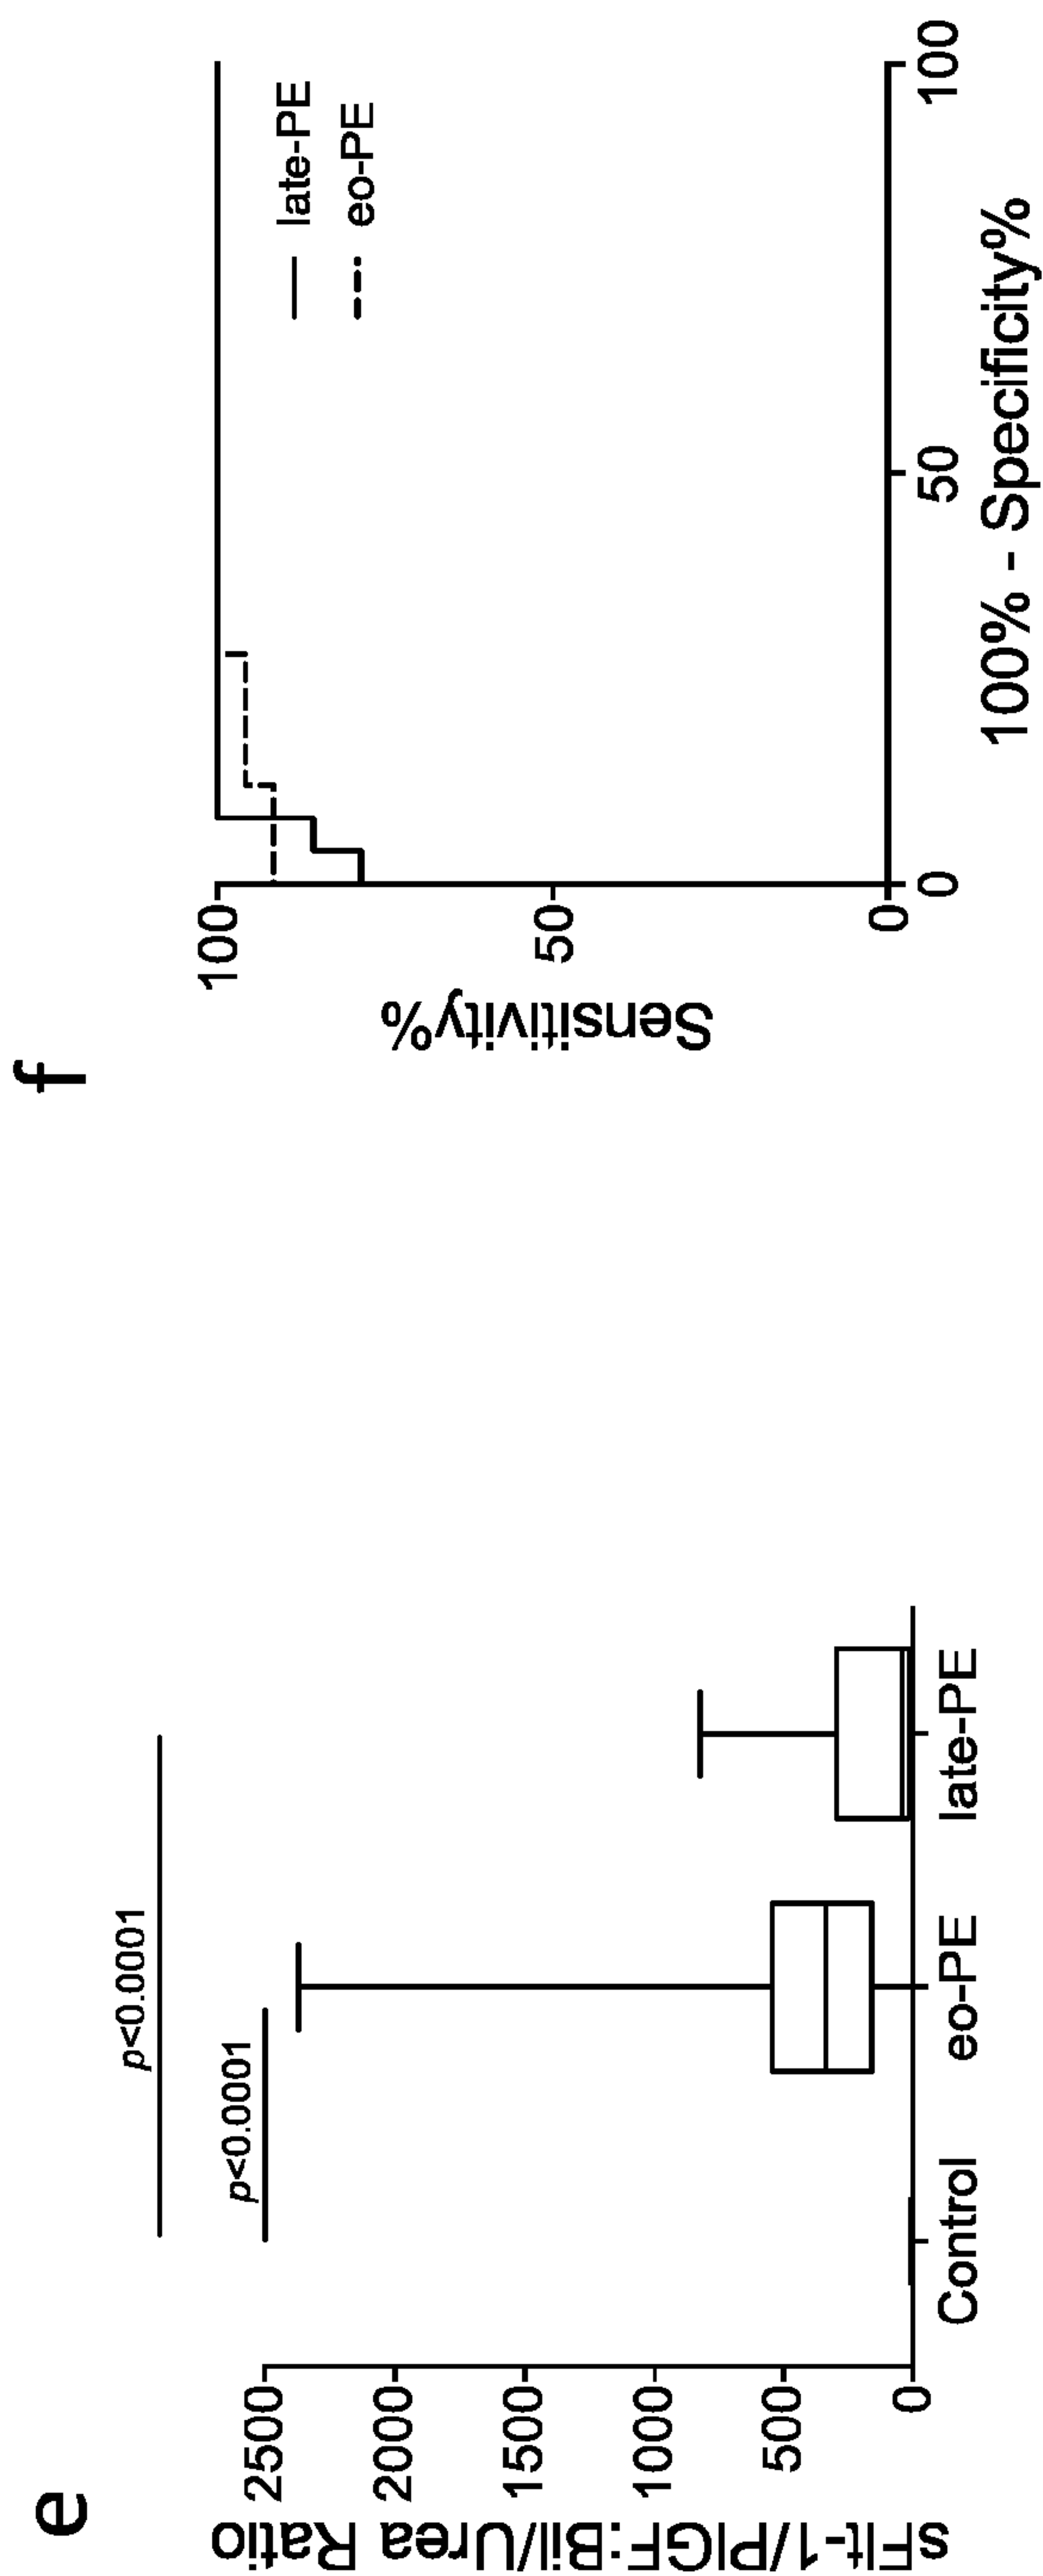 e
sFlt-1/PlGF:Bil/Urea Ratio
2500
2000
1500
1000
500
0
p<0.0001
p<0.0001
Control
eo-PE
late-PE
f
Sensitivity%
100
50
0
late-PE
eo-PE
0
50
100
100% - Specificity%